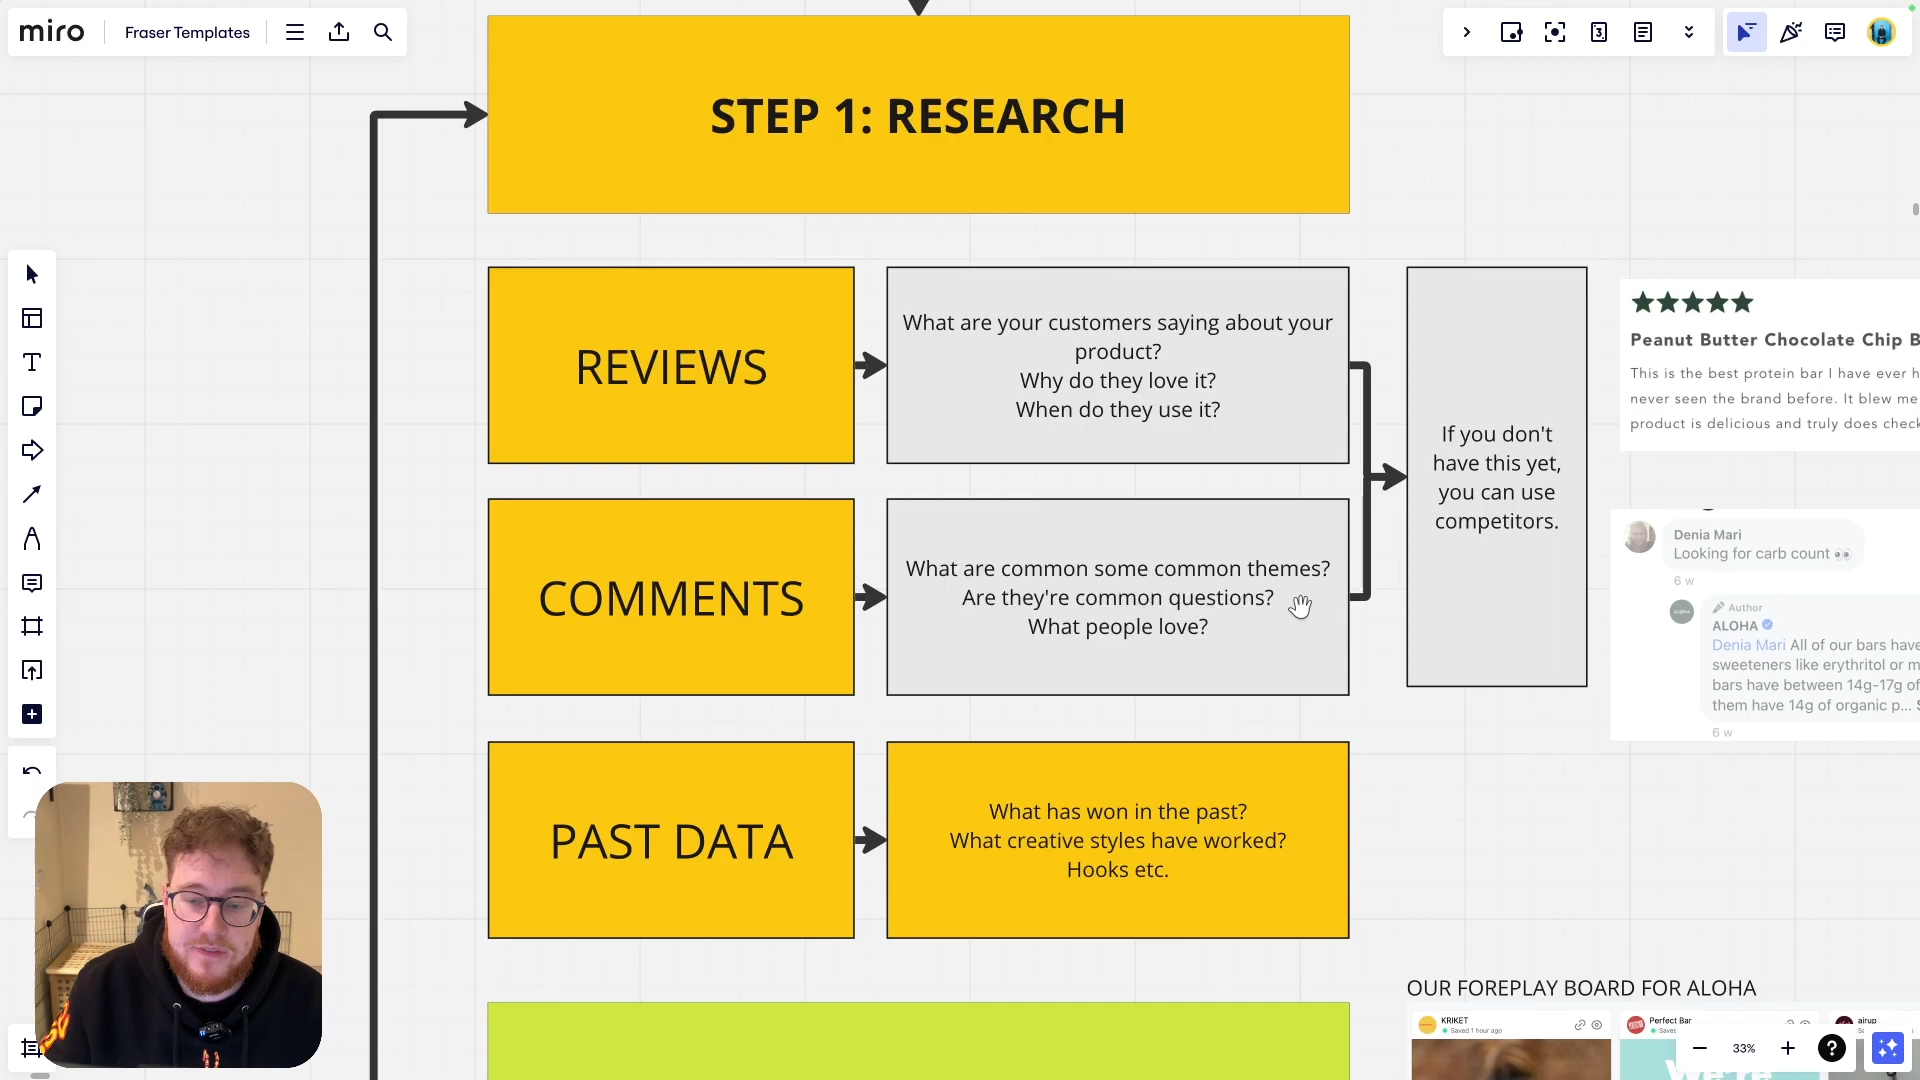 miro
Fraser Templates
STEP 1: RESEARCH
REVIEWS
What are your customers saying about your
product?
Why do they love it?
When do they use it?
If you don't
have this yet,
you can use
competitors.
Peanut Butter Chocolate Chip B
This is the best protein bar I have ever h
never seen the brand before. It blew me
product is delicious and truly does check
COMMENTS
What are common some common themes?
Are they're common questions?
What people love?
Denia Mari
Looking for carb count 👀
6 w
Author
ALOHA
Denia Mari All of our bars have
sweeteners like erythritol or m
bars have between 14g-17g of
them have 14g of organic p... S
6 w
PAST DATA
What has won in the past?
What creative styles have worked?
Hooks etc.
OUR FOREPLAY BOARD FOR ALOHA
KRIKET
Saved 1 hour ago
Perfect Bar
airup
33%